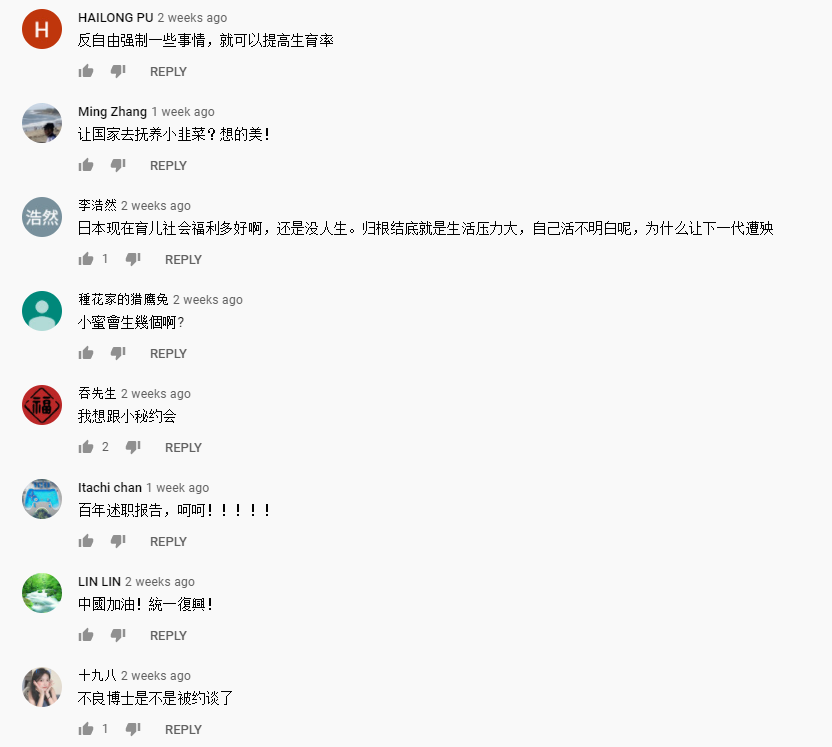 H
HAILONG PU 2 weeks ago
反自由强制一些事情，就可以提高生育率
REPLY
Ming Zhang 1 week ago
让国家去抚养小韭菜？想的美！
REPLY
浩然
李浩然 2 weeks ago
日本现在育儿社会福利多好啊，还是没人生。归根结底就是生活压力大，自己活不明白呢，为什么让下一代遭殃
1 REPLY
種花家的猎鹰兔 2 weeks ago
小蜜會生幾個啊?
REPLY
福
吞先生 2 weeks ago
我想跟小秘约会
2 REPLY
Itachi chan 1 week ago
百年述职报告，呵呵！！！！！
REPLY
LIN LIN 2 weeks ago
中國加油！統一復興！
REPLY
十九八 2 weeks ago
不良博士是不是被约谈了
1 REPLY